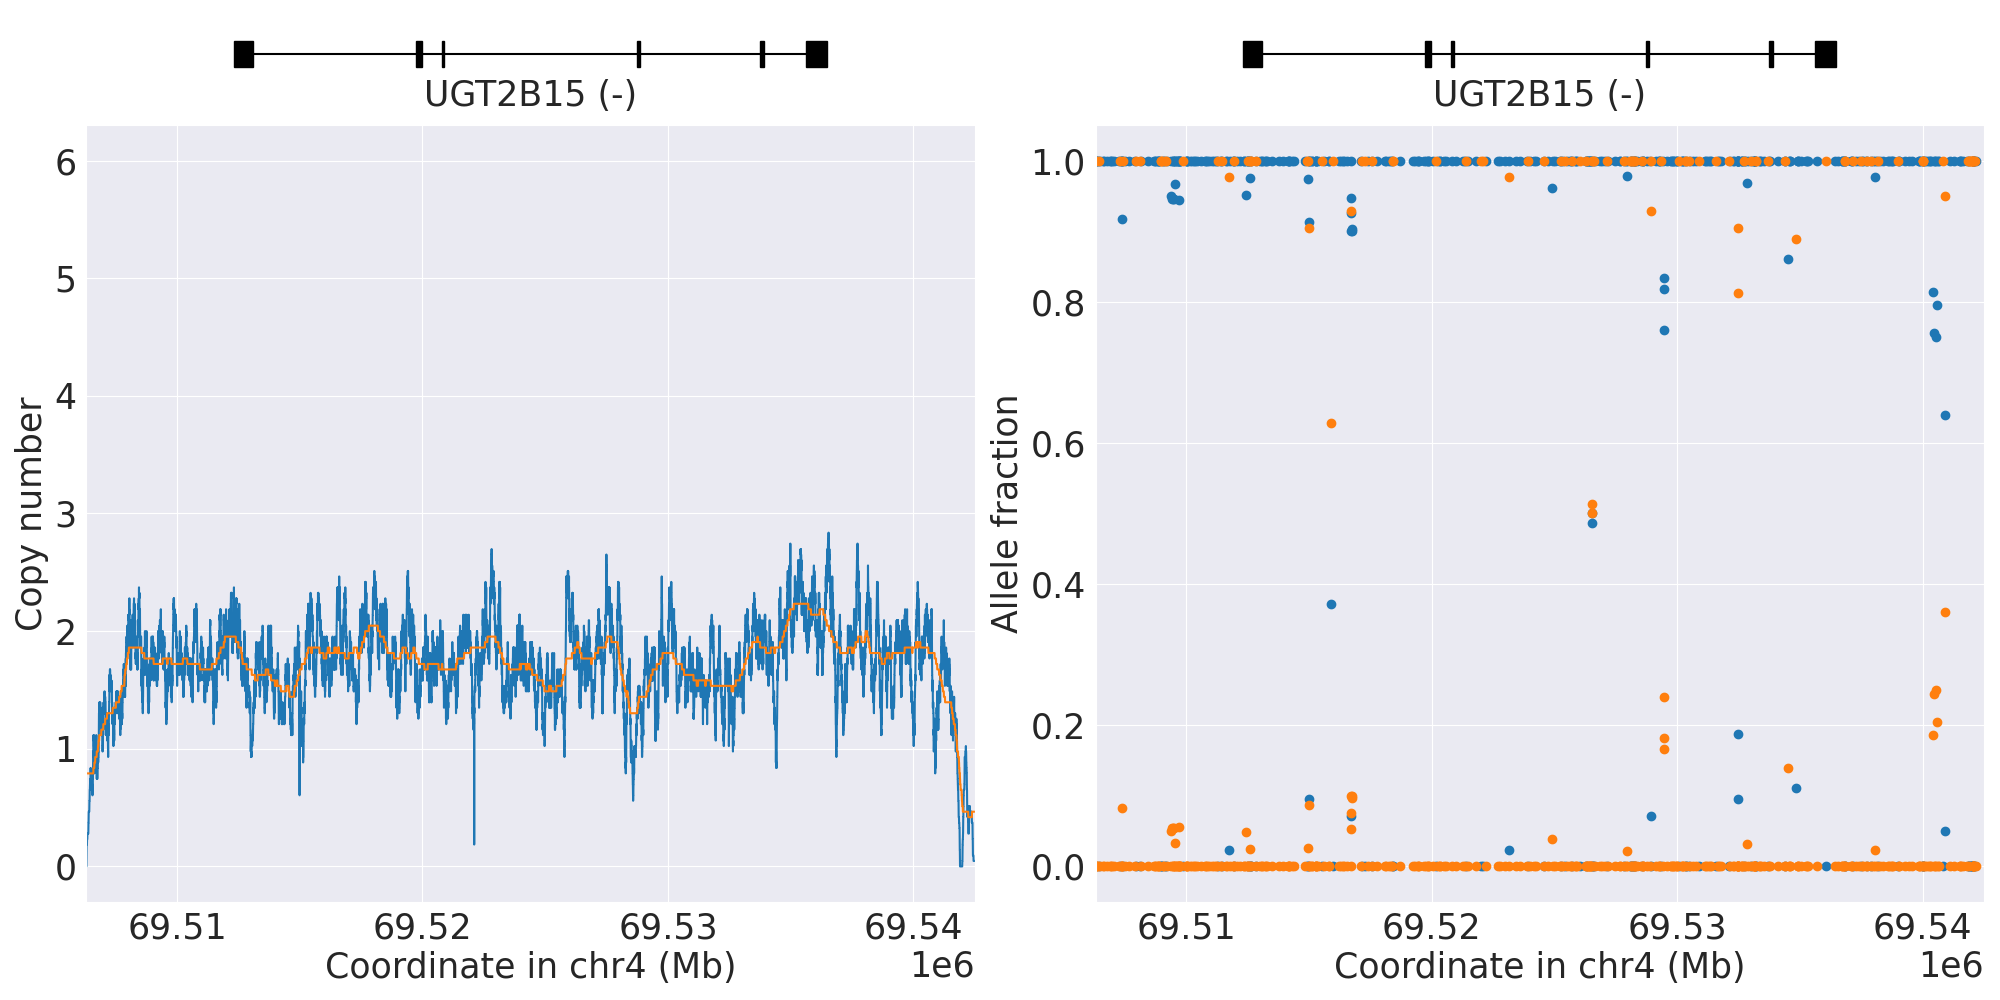 UGT2B15 (-)
6
5
4
3
2
1
0
Copy number
69.51 69.52 69.53 69.54
Coordinate in chr4 (Mb) 1e6
UGT2B15 (-)
1.0
0.8
0.6
0.4
0.2
0.0
Allele fraction
69.51 69.52 69.53 69.54
Coordinate in chr4 (Mb) 1e6